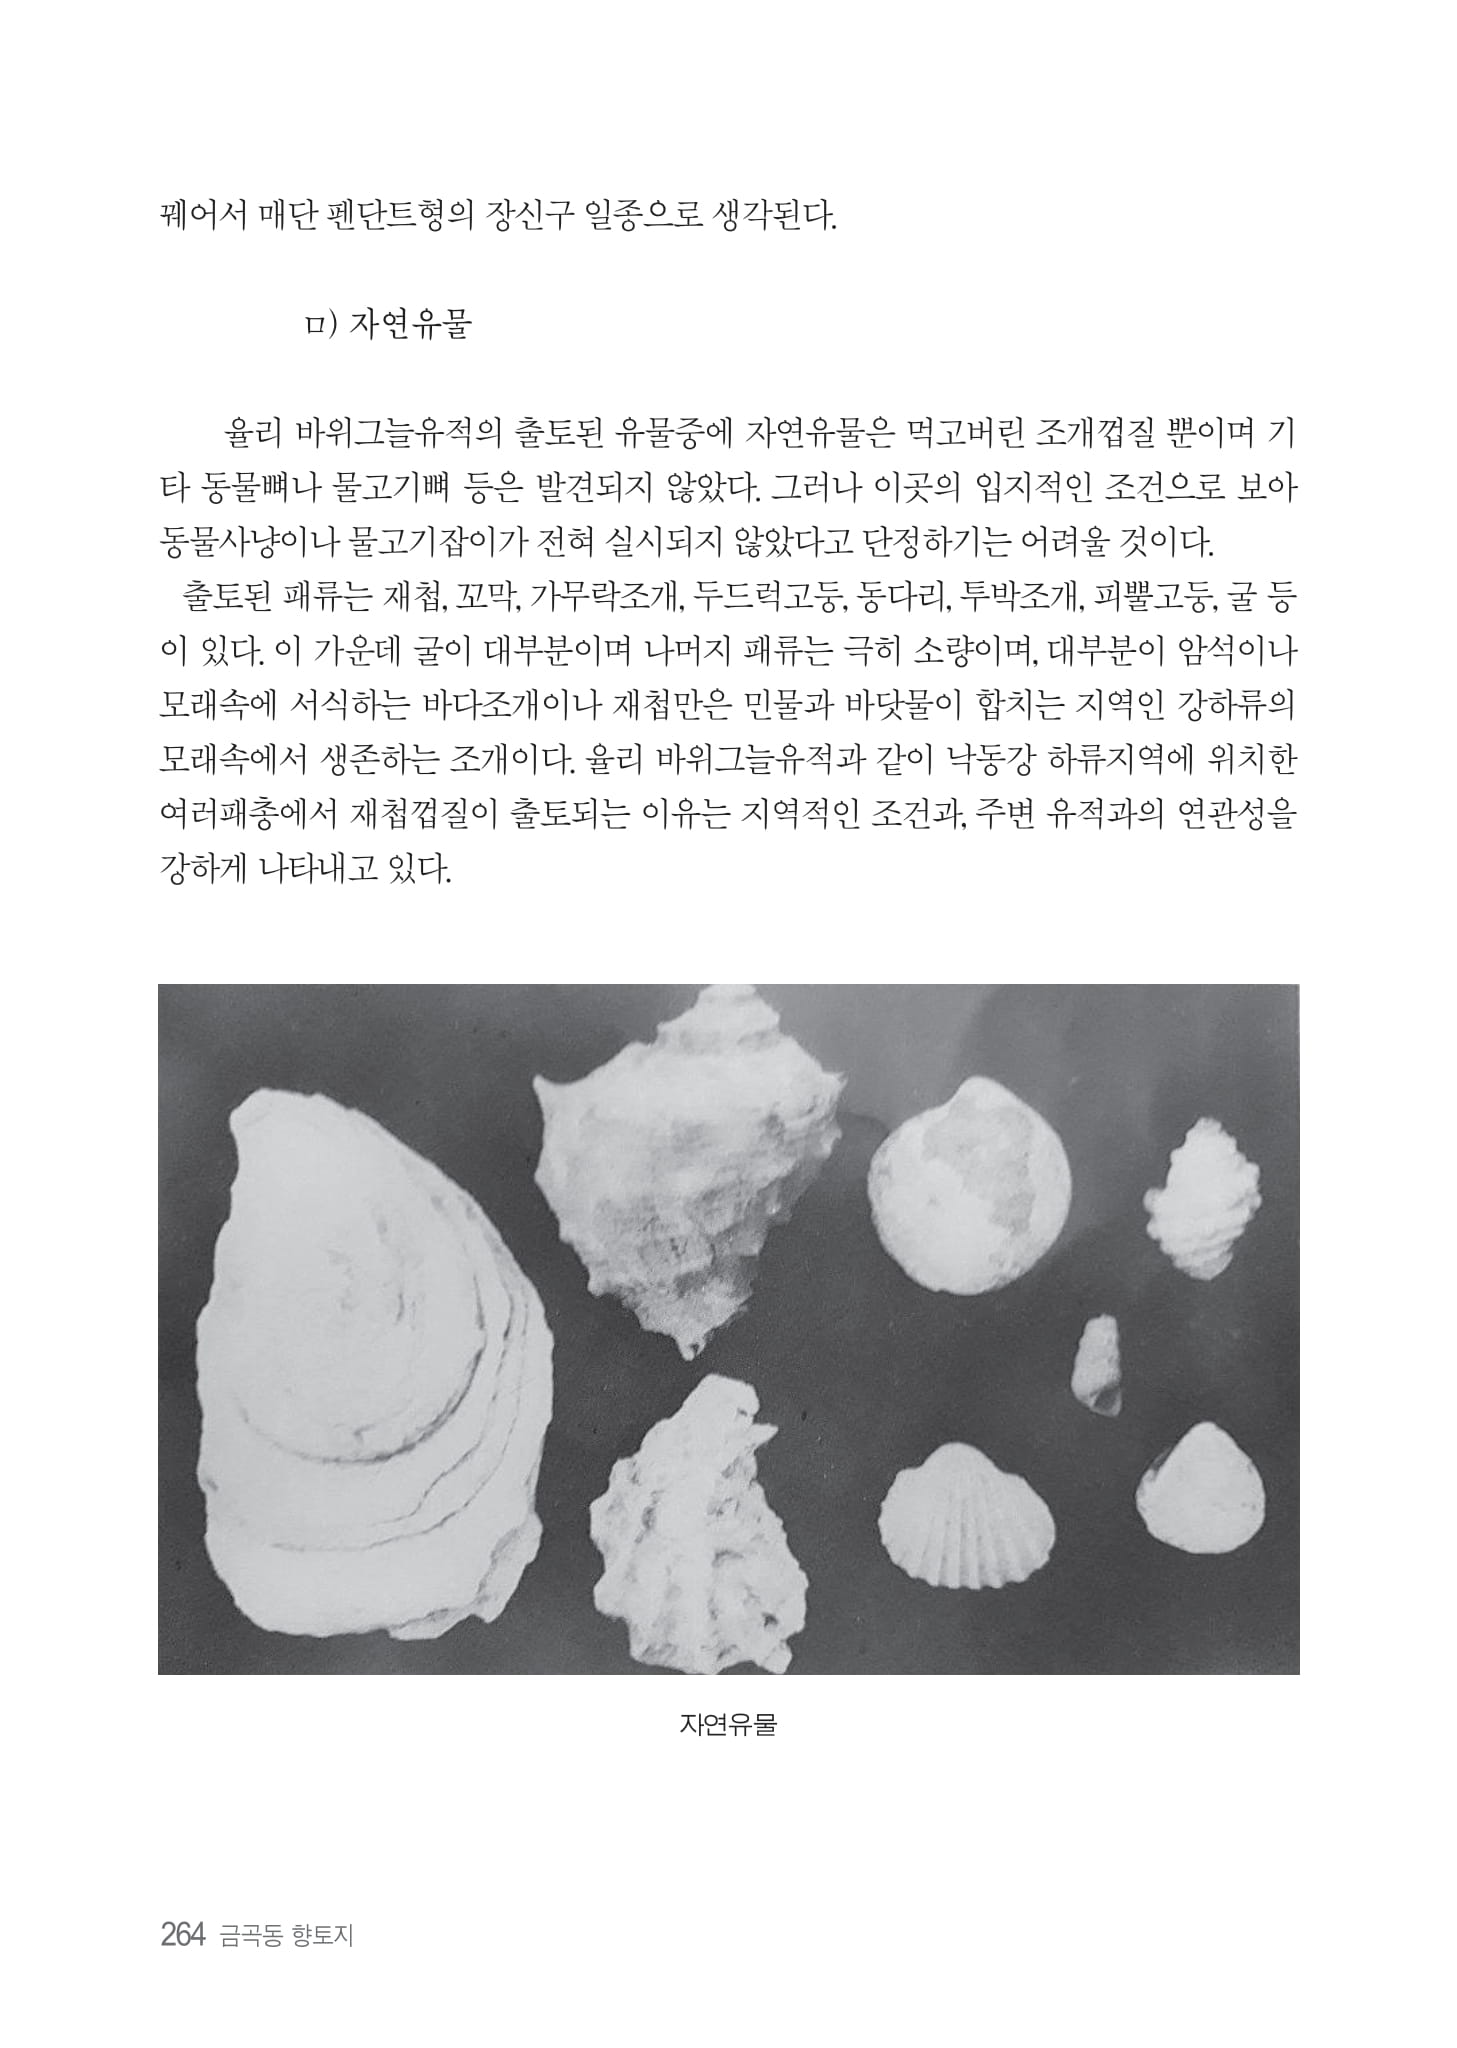 꿰어서 매단 펜단트형의 장신구 일종으로 생각된다.
ㅁ) 자연유물
율리 바위그늘유적의 출토된 유물중에 자연유물은 먹고버린 조개껍질 뿐이며 기
타 동물뼈나 물고기뼈 등은 발견되지 않았다. 그러나 이곳의 입지적인 조건으로 보아
동물사냥이나 물고기잡이가 전혀 실시되지 않았다고 단정하기는 어려울 것이다.
출토된 패류는 재첩, 꼬막, 가무락조개, 두드럭고둥, 동다리, 투박조개, 피뿔고둥, 굴 등
이 있다. 이 가운데 굴이 대부분이며 나머지 패류는 극히 소량이며, 대부분이 암석이나
모래속에 서식하는 바다조개이나 재첩만은 민물과 바닷물이 합치는 지역인 강하류의
모래속에서 생존하는 조개이다. 율리 바위그늘유적과 같이 낙동강 하류지역에 위치한
여러패총에서 재첩껍질이 출토되는 이유는 지역적인 조건과, 주변 유적과의 연관성을
강하게 나타내고 있다.
자연유물
264 금곡동 향토지